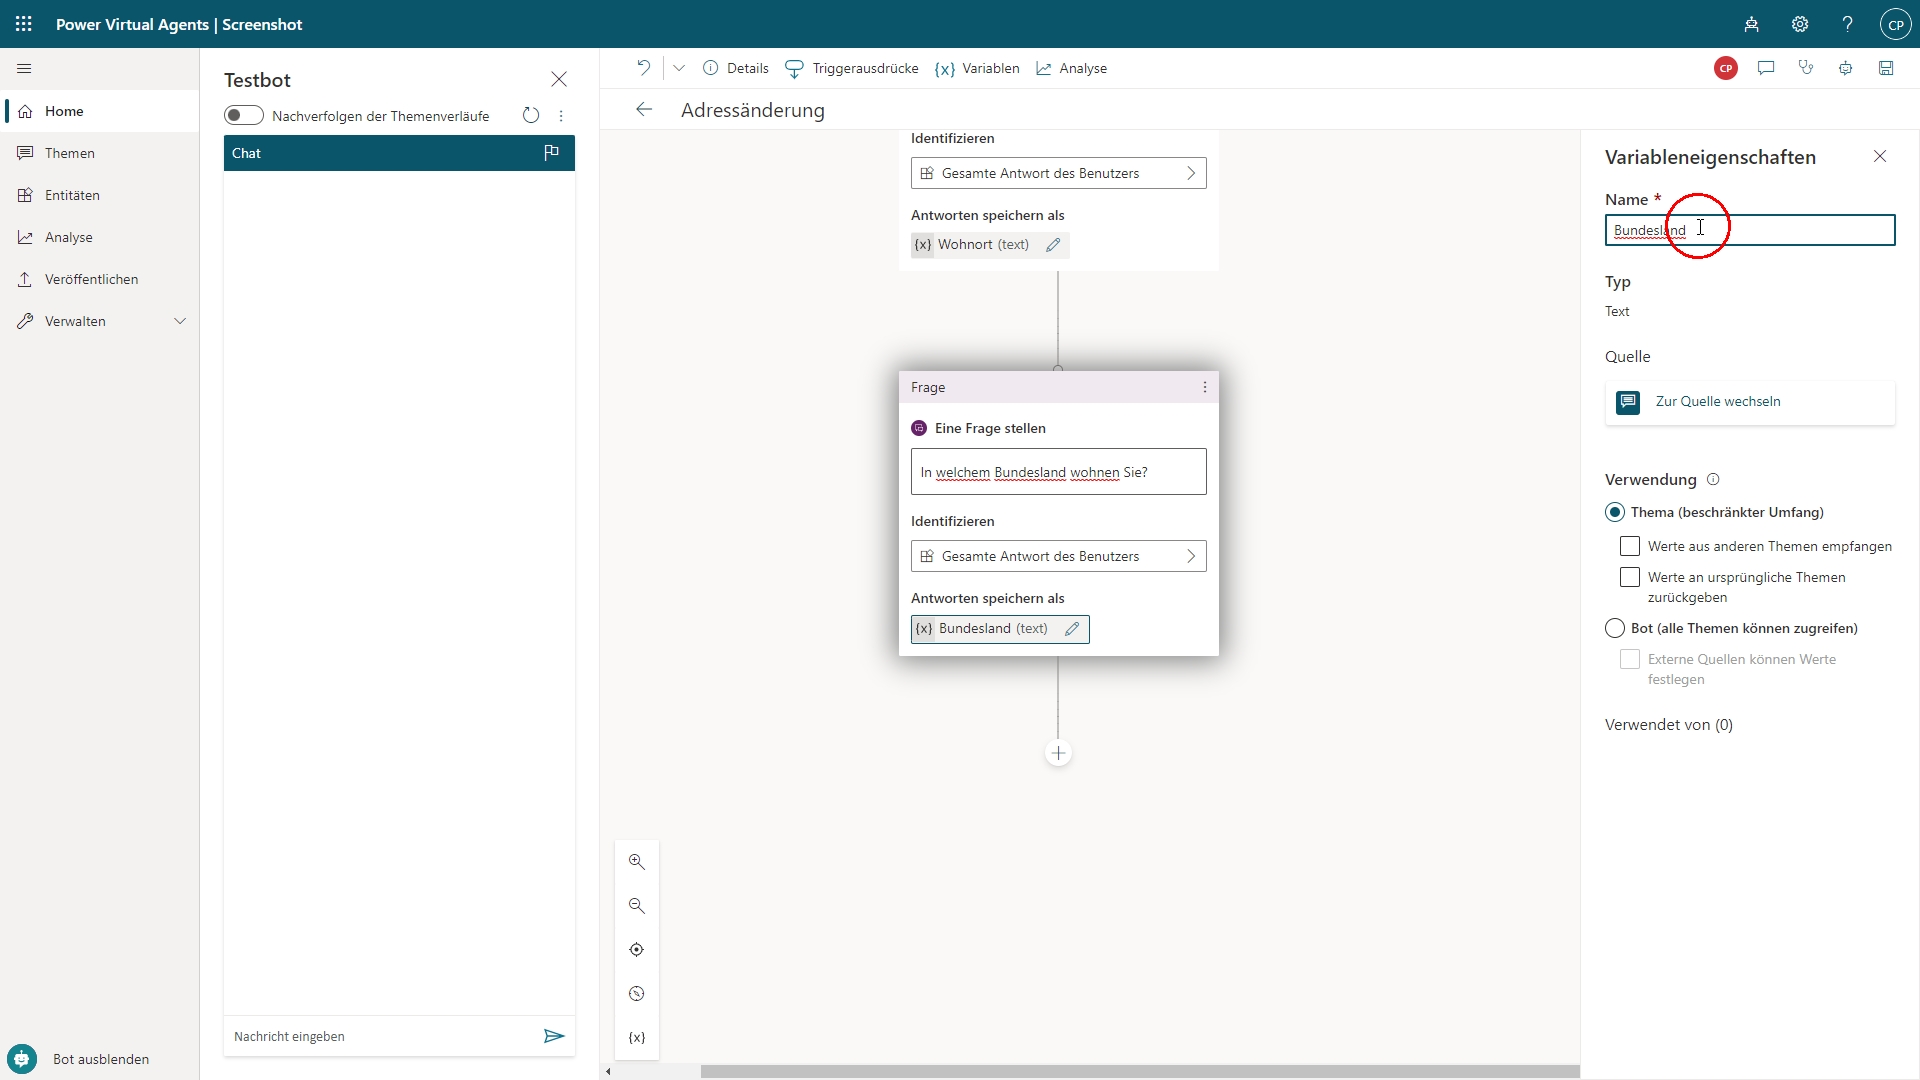 Power Virtual Agents | Screenshot
CP
Home
Themen
Entitäten
Analyse
Veröffentlichen
Verwalten
Bot ausblenden
Testbot
Nachverfolgen der Themenverläufe
Chat
Nachricht eingeben
Details
Triggerausdrücke
{x} Variablen
Analyse
CP
Adressänderung
Identifizieren
Gesamte Antwort des Benutzers
Antworten speichern als
{x} Wohnort (text)
Frage
Eine Frage stellen
In welchem Bundesland wohnen Sie?
Identifizieren
Gesamte Antwort des Benutzers
Antworten speichern als
{x} Bundesland (text)
{x}
Variableneigenschaften
Name *
Bundesland
Typ
Text
Quelle
Zur Quelle wechseln
Verwendung
Thema (beschränkter Umfang)
Werte aus anderen Themen empfangen
Werte an ursprüngliche Themen
zurückgeben
Bot (alle Themen können zugreifen)
Externe Quellen können Werte
festlegen
Verwendet von (0)